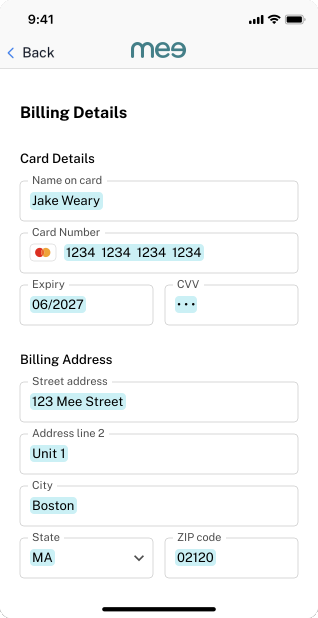 9:41
Back
mee
Billing Details
Card Details
Name on card
Jake Weary
Card Number
1234 1234 1234 1234
Expiry
CVV
06/2027
•••
Billing Address
Street address
123 Mee Street
Address line 2
Unit 1
City
Boston
State
ZIP code
MA
02120